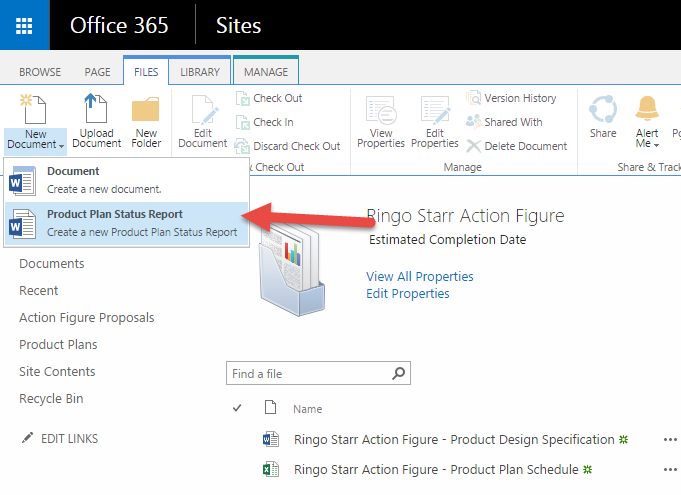 Office 365 Sites
BROWSE PAGE FILES LIBRARY MANAGE
New
Document
Upload
Document
New
Folder
Edit
Document
Check Out
Check In
Discard Check Out
View
Properties
Edit
Properties
Version History
Shared With
Delete Document
Share
Alert
Me
& Check Out
Manage
Share & Track
Document
Create a new document.
Product Plan Status Report
Create a new Product Plan Status Report
Ringo Starr Action Figure
Estimated Completion Date
View All Properties
Edit Properties
Documents
Recent
Action Figure Proposals
Product Plans
Site Contents
Recycle Bin
EDIT LINKS
Find a file
Name
Ringo Starr Action Figure - Product Design Specification
Ringo Starr Action Figure - Product Plan Schedule